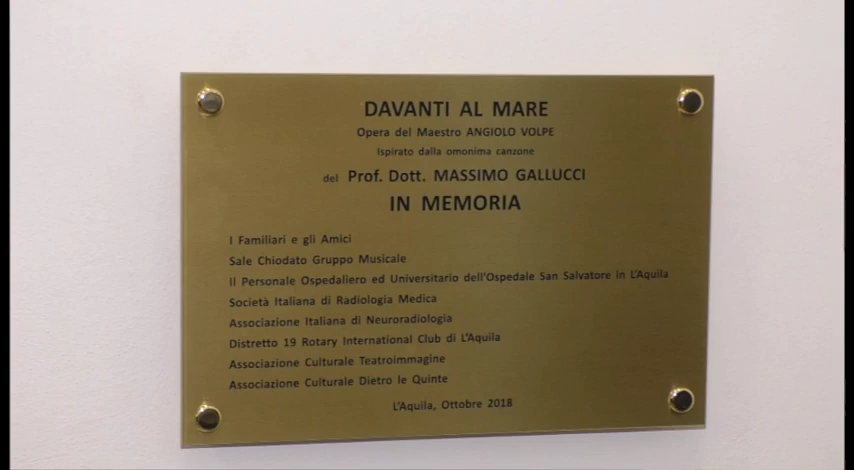 DAVANTI AL MARE
Opera del Maestro ANGIOLO VOLPE
Ispirato dalla omonima canzone
del Prof. Dott. MASSIMO GALLUCCI
IN MEMORIA
I Familiari e gli Amici
Sale Chiodato Gruppo Musicale
Il Personale Ospedaliero ed Universitario dell'Ospedale San Salvatore in L'Aquila
Società Italiana di Radiologia Medica
Associazione Italiana di Neuroradiologia
Distretto 19 Rotary International Club di L'Aquila
Associazione Culturale Teatroimmagine
Associazione Culturale Dietro le Quinte
L'Aquila, Ottobre 2018